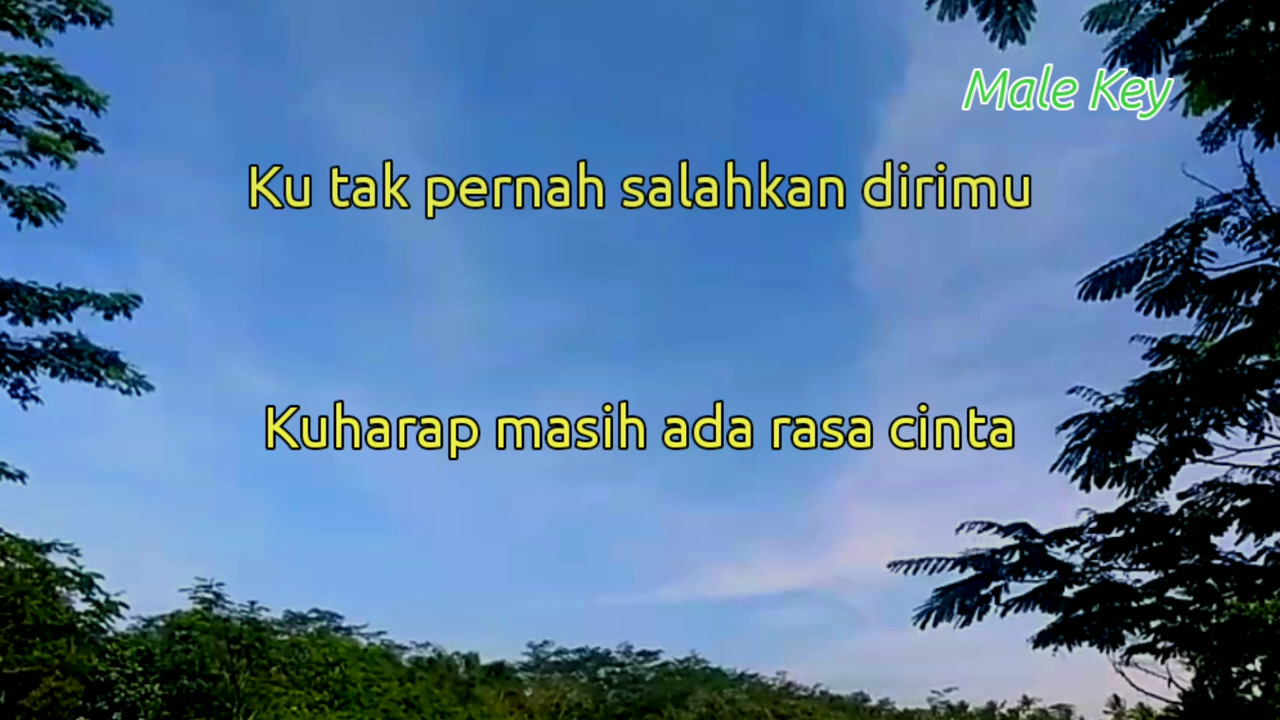 Male Key
Ku tak pernah salahkan dirimu
Kuharap masih ada rasa cinta